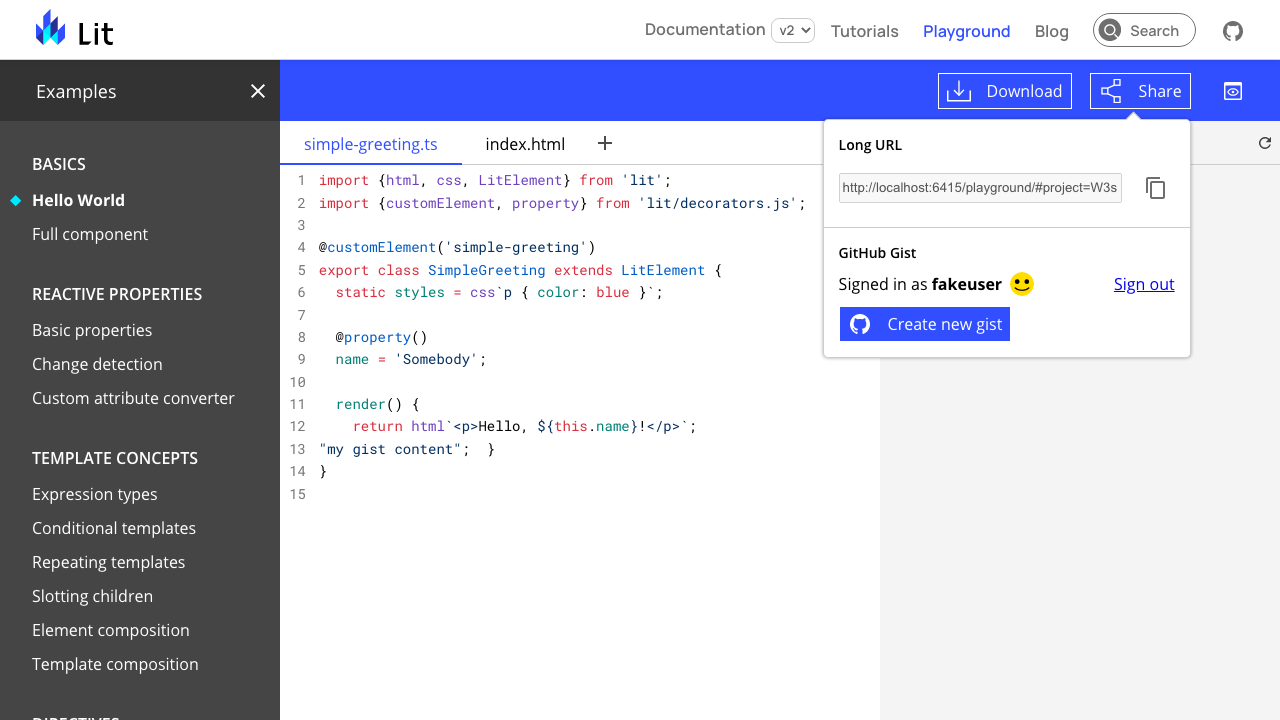 Lit
Documentation v2 Tutorials Playground Blog Search
Examples
Download Share
BASICS
Hello World
Full component
REACTIVE PROPERTIES
Basic properties
Change detection
Custom attribute converter
TEMPLATE CONCEPTS
Expression types
Conditional templates
Repeating templates
Slotting children
Element composition
Template composition
DIRECTIVES
simple-greeting.ts index.html
1 import {html, css, LitElement} from 'lit';
2 import {customElement, property} from 'lit/decorators.js';
3
4 @customElement('simple-greeting')
5 export class SimpleGreeting extends LitElement {
6 static styles = css`p { color: blue }`;
7
8 @property()
9 name = 'Somebody';
10
11 render() {
12 return html`<p>Hello, ${this.name}!</p>`;
13 "my gist content"; }
14 }
15
Long URL
http://localhost:6415/playground/#project=W3s
GitHub Gist
Signed in as fakeuser Sign out
Create new gist